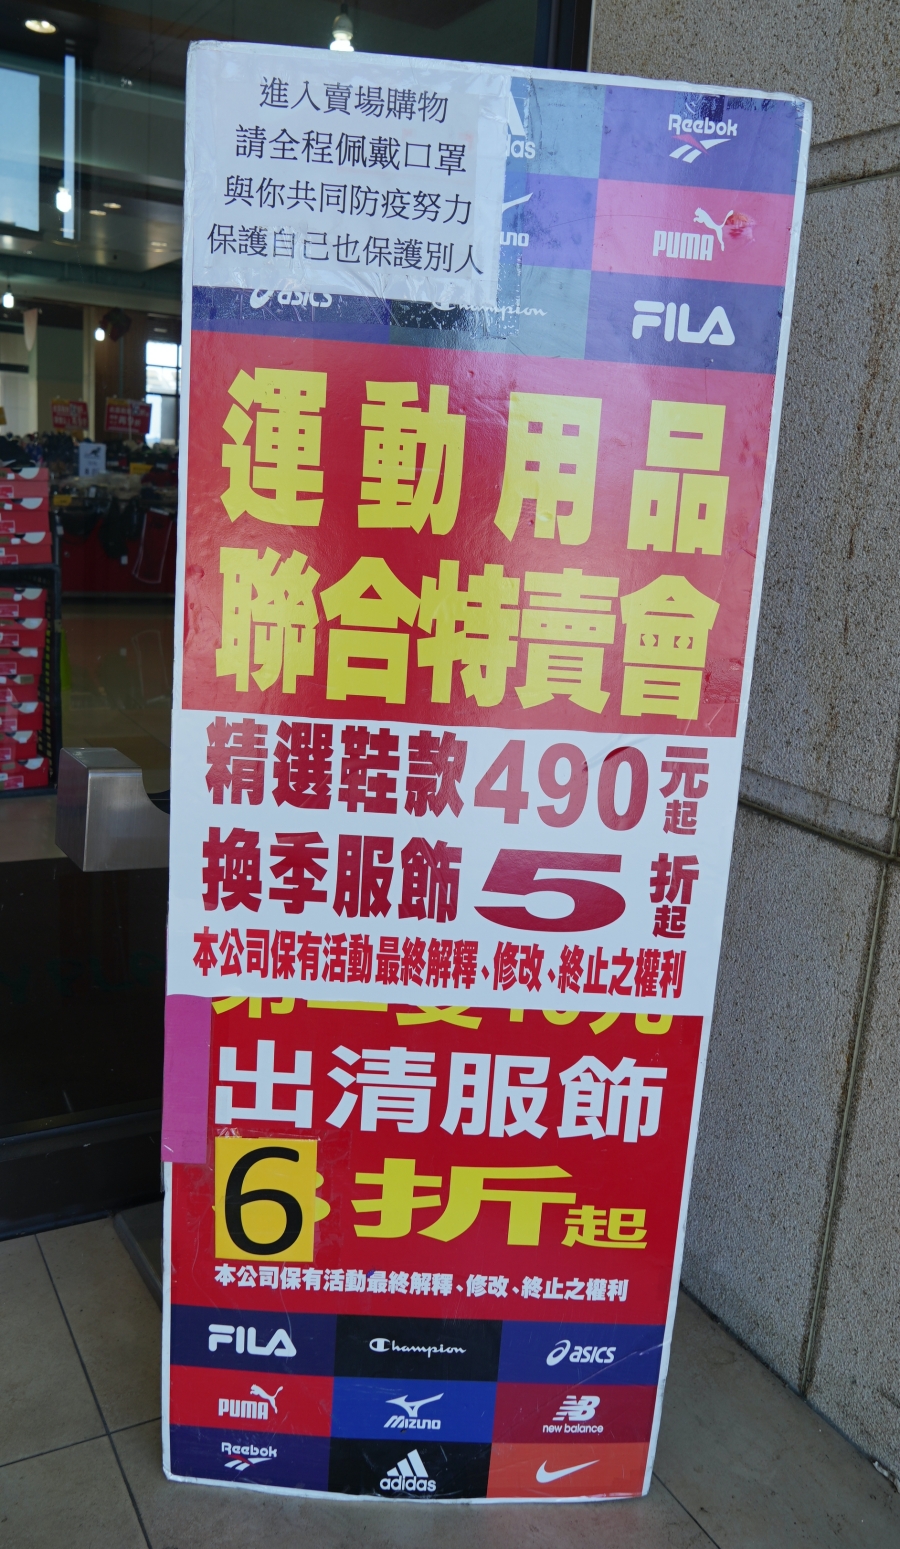 進入賣場購物
請全程佩戴口罩
與你共同防疫努力
保護自己也保護別人
das
Reebok
uno
PUMA
asics
Champion
FILA
運動用品
聯合特賣會
精選鞋款490元起
換季服飾5折起
本公司保有活動最終解釋、修改、終止之權利
出清服飾
6折起
本公司保有活動最終解釋、修改、終止之權利
FILA Champion asics
PUMA MIZUNO new balance
Reebok adidas